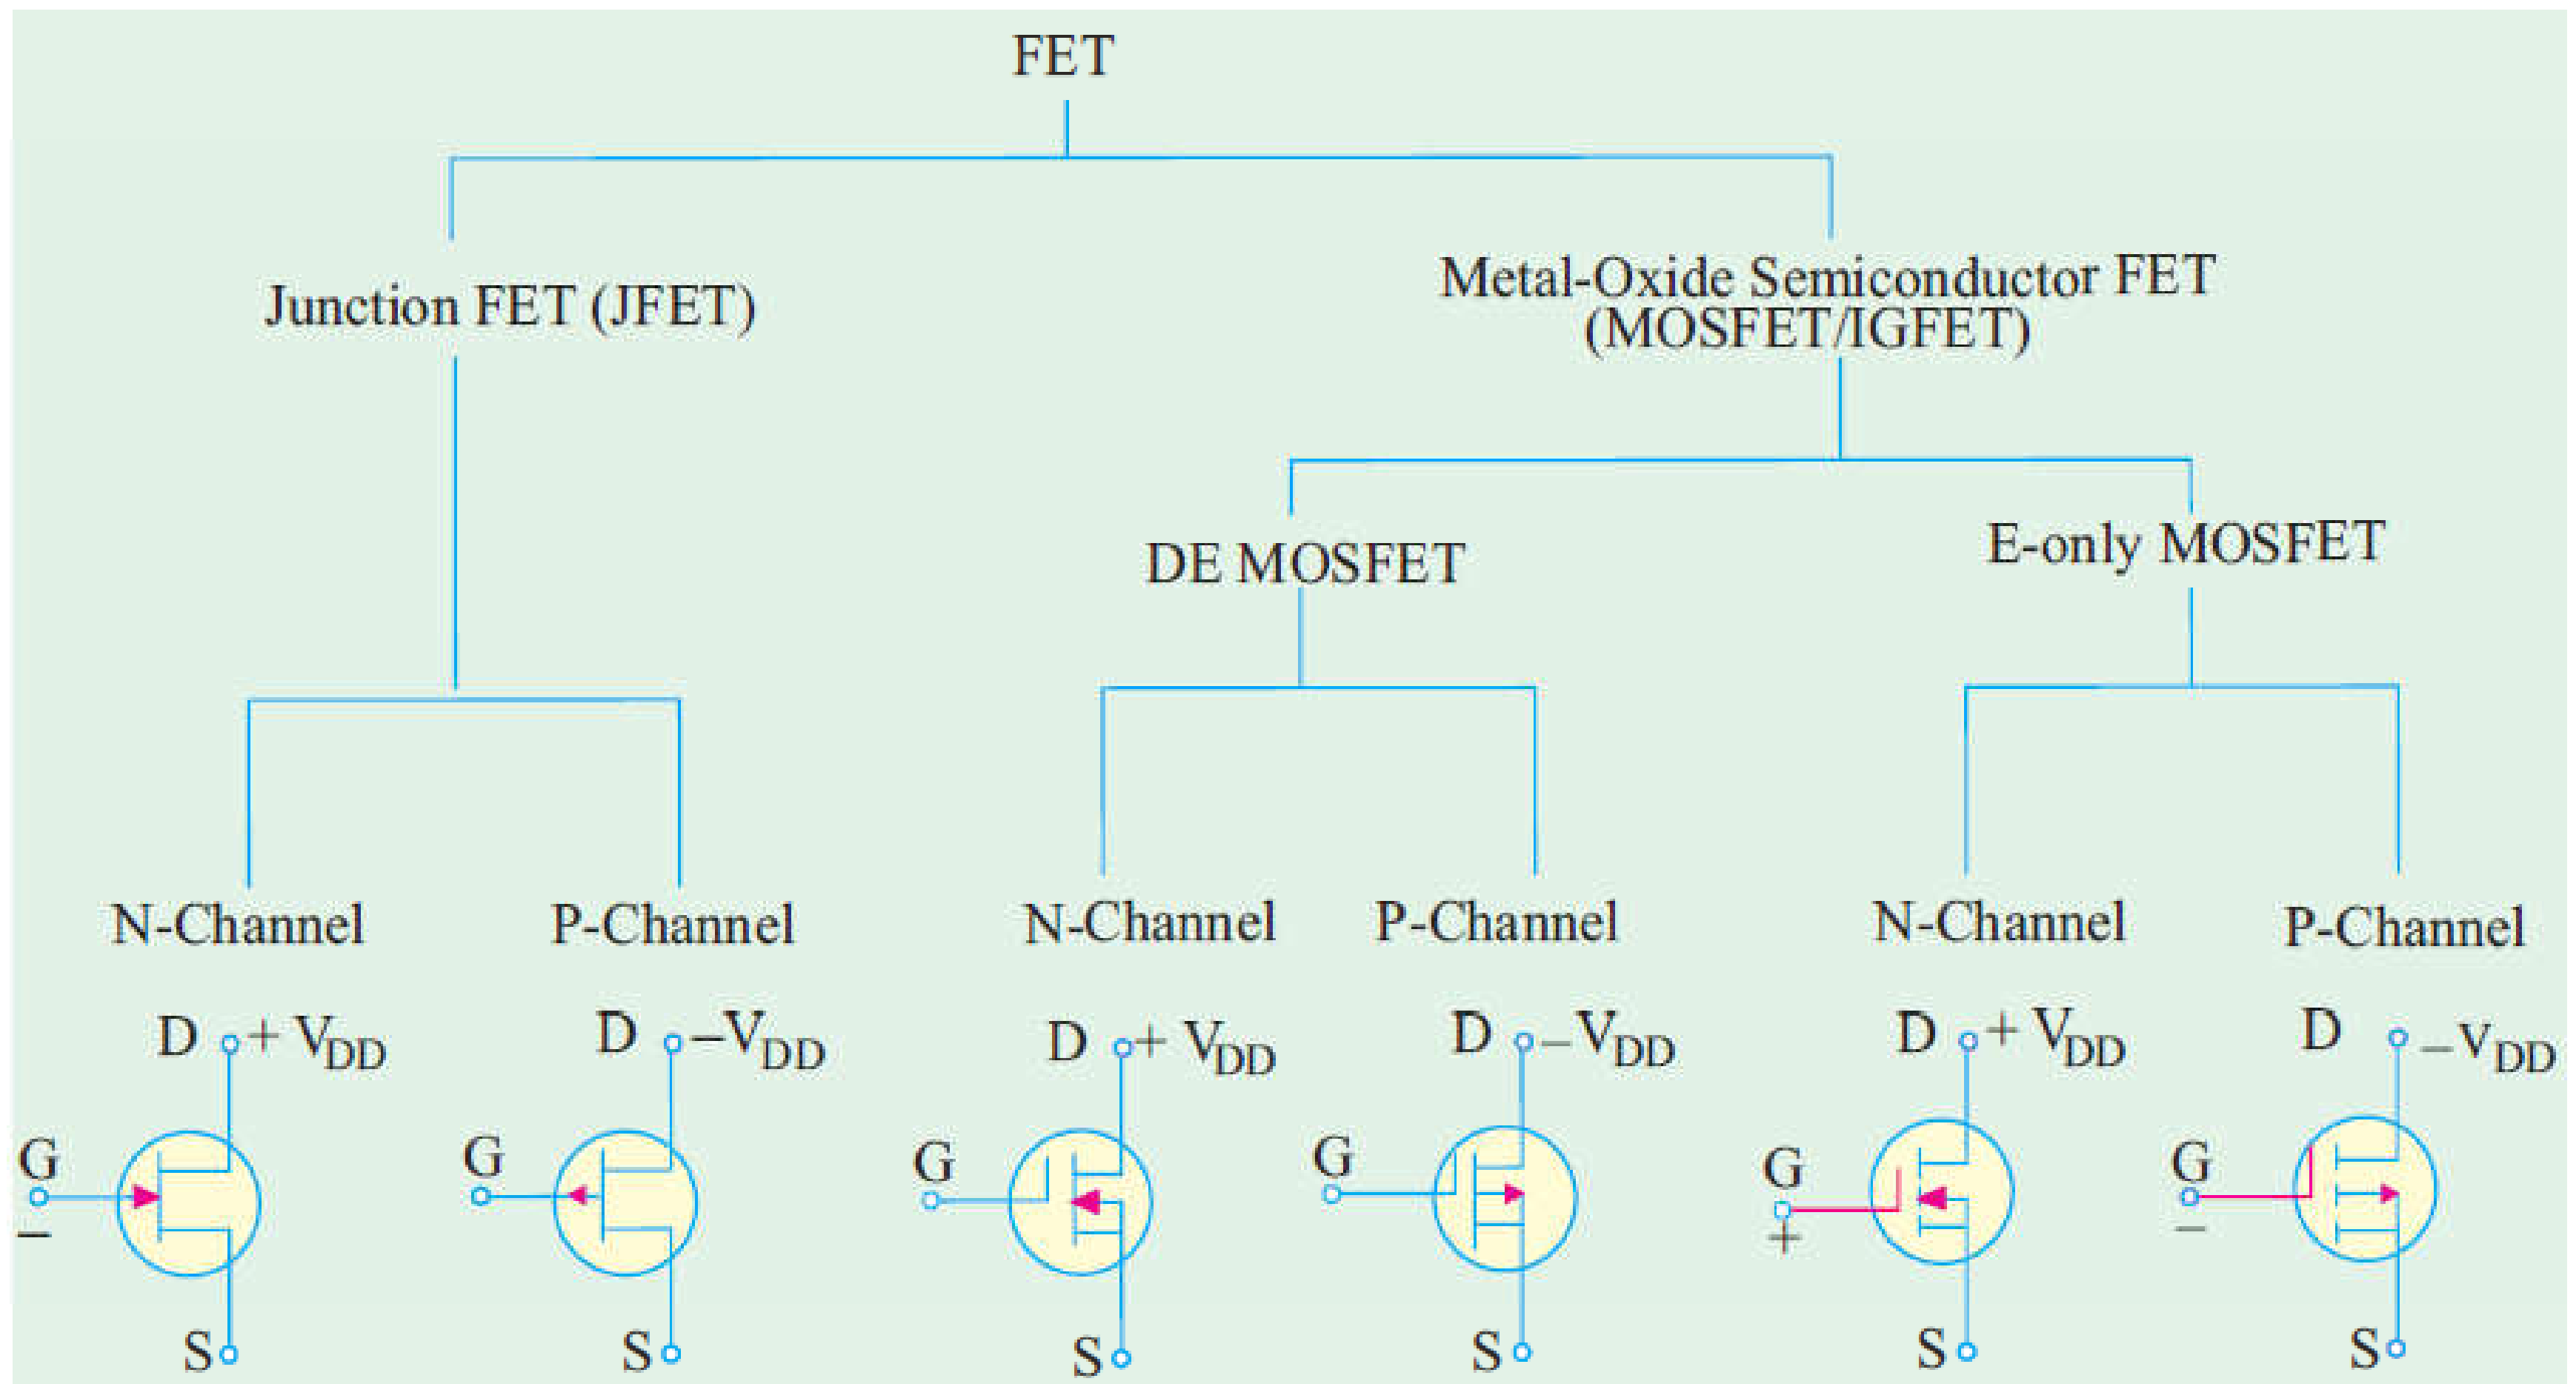 FET
Junction FET (JFET)
Metal-Oxide Semiconductor FET
(MOSFET/IGFET)
DE MOSFET
E-only MOSFET
N-Channel
P-Channel
N-Channel
P-Channel
N-Channel
P-Channel
D + VDD
D –VDD
D + VDD
D –VDD
D + VDD
D –VDD
G
–
G
G
G
G
+
G
–
S
S
S
S
S
S